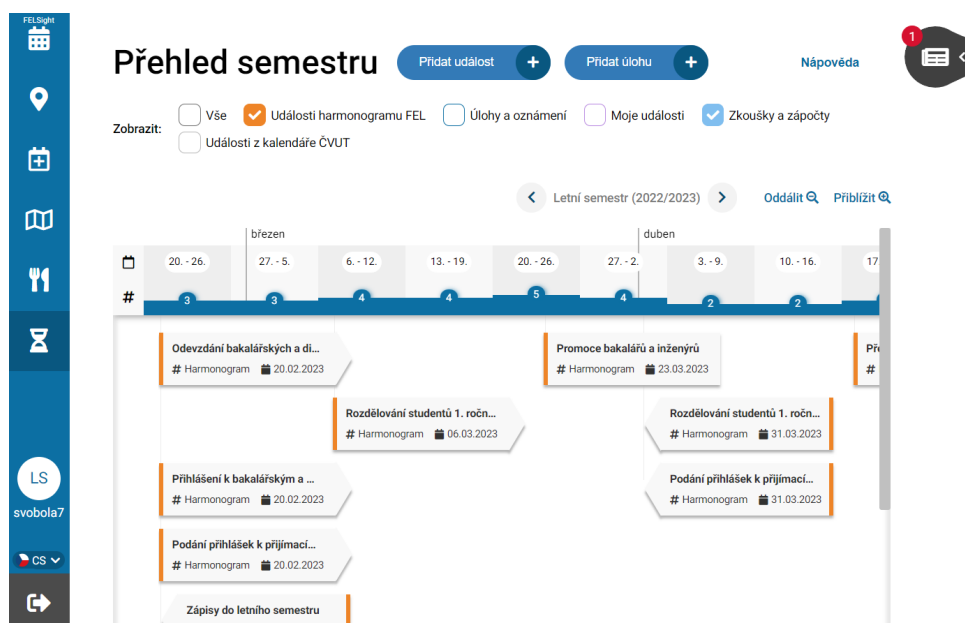 FELSight
Přehled semestru
Přidat událost +
Přidat úlohu +
Nápověda
1
Zobrazit:
Vše
Události harmonogramu FEL
Úlohy a oznámení
Moje události
Zkoušky a zápočty
Události z kalendáře ČVUT
Letní semestr (2022/2023)
Oddálit
Přiblížit
březen
duben
20. - 26.
27. - 5.
6. - 12.
13. - 19.
20. - 26.
27. - 2.
3. - 9.
10. - 16.
17
#
3
3
4
4
5
4
2
2
Odevzdání bakalářských a di...
# Harmonogram 20.02.2023
Promoce bakalářů a inženýrů
# Harmonogram 23.03.2023
#
Rozdělování studentů 1. ročn...
# Harmonogram 06.03.2023
Rozdělování studentů 1. ročn...
# Harmonogram 31.03.2023
Přihlášení k bakalářským a ...
# Harmonogram 20.02.2023
Podání přihlášek k přijímací...
# Harmonogram 31.03.2023
Podání přihlášek k přijímací...
# Harmonogram 20.02.2023
Zápisy do letního semestru
LS
svobola7
CS